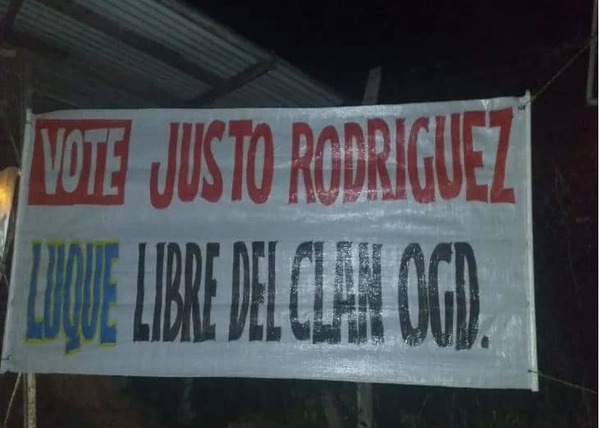 VOTE JUSTO RODRIGUEZ
LUQUE LIBRE DEL CLAN OGD.